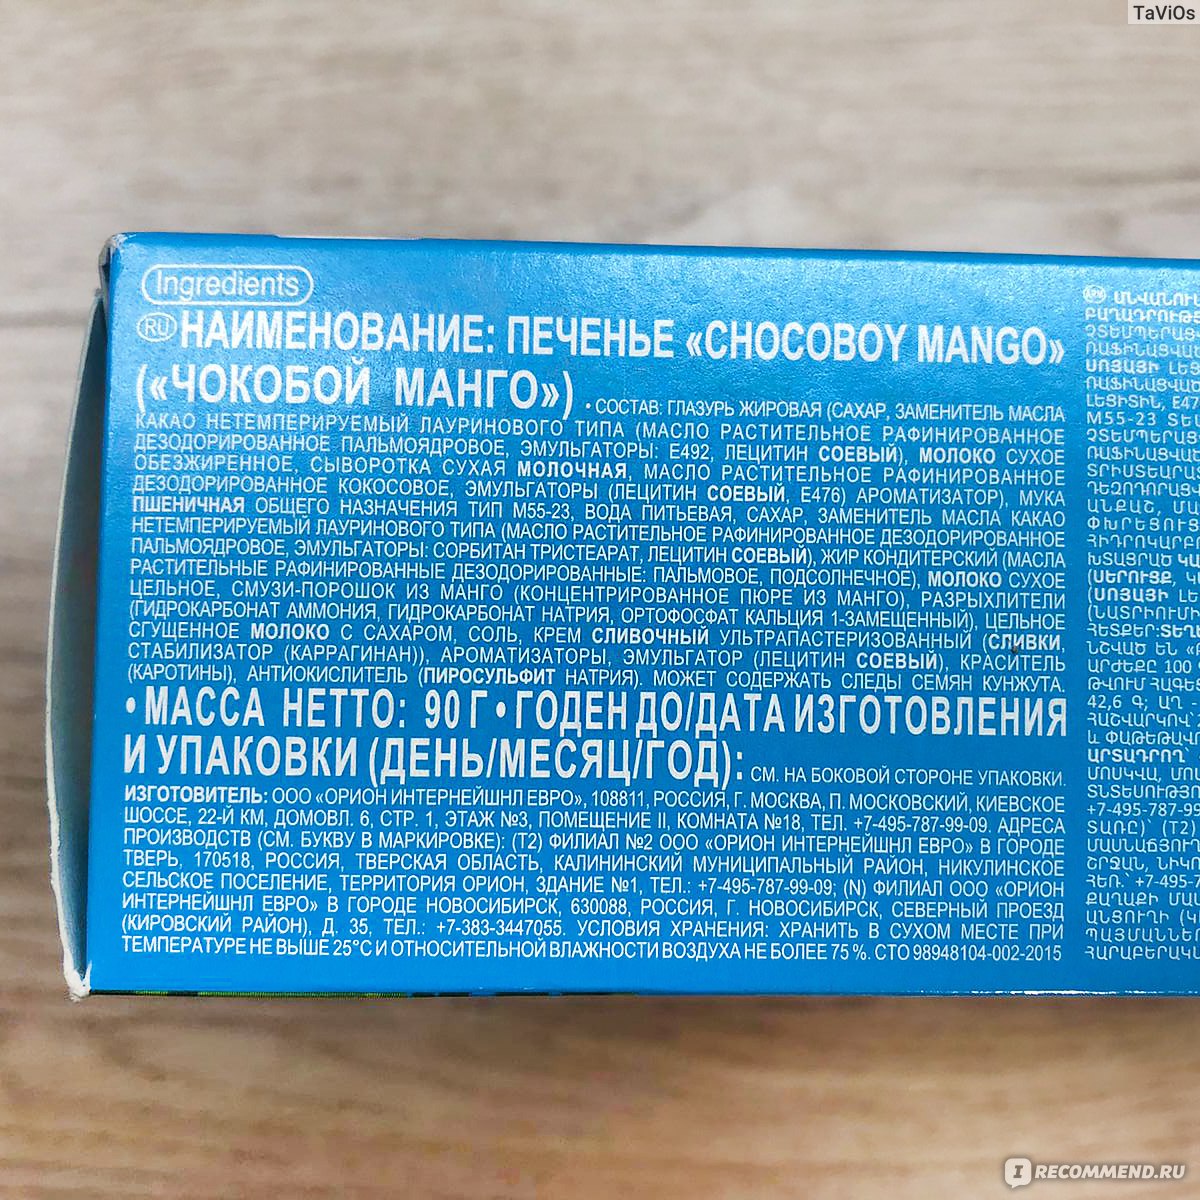 TaViOs
Ingredients
RU НАИМЕНОВАНИЕ: ПЕЧЕНЬЕ «CHOCOBOY MANGO»
(«ЧОКОБОЙ МАНГО») • СОСТАВ: ГЛАЗУРЬ ЖИРОВАЯ (САХАР, ЗАМЕНИТЕЛЬ МАСЛА
КАКАО НЕТЕМПЕРИРУЕМЫЙ ЛАУРИНОВОГО ТИПА (МАСЛО РАСТИТЕЛЬНОЕ РАФИНИРОВАННОЕ
ДЕЗОДОРИРОВАННОЕ ПАЛЬМОЯДРОВОЕ, ЭМУЛЬГАТОРЫ: Е492, ЛЕЦИТИН СОЕВЫЙ), МОЛОКО СУХОЕ
ОБЕЗЖИРЕННОЕ, СЫВОРОТКА СУХАЯ МОЛОЧНАЯ, МАСЛО РАСТИТЕЛЬНОЕ РАФИНИРОВАННОЕ
ДЕЗОДОРИРОВАННОЕ КОКОСОВОЕ, ЭМУЛЬГАТОРЫ (ЛЕЦИТИН СОЕВЫЙ, Е476) АРОМАТИЗАТОР), МУКА
ПШЕНИЧНАЯ ОБЩЕГО НАЗНАЧЕНИЯ ТИП М55-23, ВОДА ПИТЬЕВАЯ, САХАР, ЗАМЕНИТЕЛЬ МАСЛА КАКАО
НЕТЕМПЕРИРУЕМЫЙ ЛАУРИНОВОГО ТИПА (МАСЛО РАСТИТЕЛЬНОЕ РАФИНИРОВАННОЕ ДЕЗОДОРИРОВАННОЕ
ПАЛЬМОЯДРОВОЕ, ЭМУЛЬГАТОРЫ: СОРБИТАН ТРИСТЕАРАТ, ЛЕЦИТИН СОЕВЫЙ), ЖИР КОНДИТЕРСКИЙ (МАСЛА
РАСТИТЕЛЬНЫЕ РАФИНИРОВАННЫЕ ДЕЗОДОРИРОВАННЫЕ: ПАЛЬМОВОЕ, ПОДСОЛНЕЧНОЕ), МОЛОКО СУХОЕ
ЦЕЛЬНОЕ, СМУЗИ-ПОРОШОК ИЗ МАНГО (КОНЦЕНТРИРОВАННОЕ ПЮРЕ ИЗ МАНГО), РАЗРЫХЛИТЕЛИ
(ГИДРОКАРБОНАТ АММОНИЯ, ГИДРОКАРБОНАТ НАТРИЯ, ОРТОФОСФАТ КАЛЬЦИЯ 1-ЗАМЕЩЕННЫЙ), ЦЕЛЬНОЕ
СГУЩЕННОЕ МОЛОКО С САХАРОМ, СОЛЬ, КРЕМ СЛИВОЧНЫЙ УЛЬТРАПАСТЕРИЗОВАННЫЙ (СЛИВКИ,
СТАБИЛИЗАТОР (КАРРАГИНАН)), АРОМАТИЗАТОРЫ, ЭМУЛЬГАТОР (ЛЕЦИТИН СОЕВЫЙ), КРАСИТЕЛЬ
(КАРОТИНЫ), АНТИОКИСЛИТЕЛЬ (ПИРОСУЛЬФИТ НАТРИЯ). МОЖЕТ СОДЕРЖАТЬ СЛЕДЫ СЕМЯН КУНЖУТА.
• МАССА НЕТТО: 90 Г • ГОДЕН ДО/ДАТА ИЗГОТОВЛЕНИЯ
И УПАКОВКИ (ДЕНЬ/МЕСЯЦ/ГОД): СМ. НА БОКОВОЙ СТОРОНЕ УПАКОВКИ.
ИЗГОТОВИТЕЛЬ: ООО «ОРИОН ИНТЕРНЕЙШНЛ ЕВРО», 108811, РОССИЯ, Г. МОСКВА, П. МОСКОВСКИЙ, КИЕВСКОЕ
ШОССЕ, 22-Й КМ, ДОМОВЛ. 6, СТР. 1, ЭТАЖ №3, ПОМЕЩЕНИЕ II, КОМНАТА №18, ТЕЛ. +7-495-787-99-09. АДРЕСА
ПРОИЗВОДСТВ (СМ. БУКВУ В МАРКИРОВКЕ): (Т2) ФИЛИАЛ №2 ООО «ОРИОН ИНТЕРНЕЙШНЛ ЕВРО» В ГОРОДЕ
ТВЕРЬ, 170518, РОССИЯ, ТВЕРСКАЯ ОБЛАСТЬ, КАЛИНИНСКИЙ МУНИЦИПАЛЬНЫЙ РАЙОН, НИКУЛИНСКОЕ
СЕЛЬСКОЕ ПОСЕЛЕНИЕ, ТЕРРИТОРИЯ ОРИОН, ЗДАНИЕ №1, ТЕЛ.: +7-495-787-99-09; (N) ФИЛИАЛ ООО «ОРИОН
ИНТЕРНЕЙШНЛ ЕВРО» В ГОРОДЕ НОВОСИБИРСК, 630088, РОССИЯ, Г. НОВОСИБИРСК, СЕВЕРНЫЙ ПРОЕЗД
(КИРОВСКИЙ РАЙОН), Д. 35, ТЕЛ.: +7-383-3447055. УСЛОВИЯ ХРАНЕНИЯ: ХРАНИТЬ В СУХОМ МЕСТЕ ПРИ
ТЕМПЕРАТУРЕ НЕ ВЫШЕ 25°С И ОТНОСИТЕЛЬНОЙ ВЛАЖНОСТИ ВОЗДУХА НЕ БОЛЕЕ 75 %. СТО 98948104-002-2015
IRECOMMEND.RU